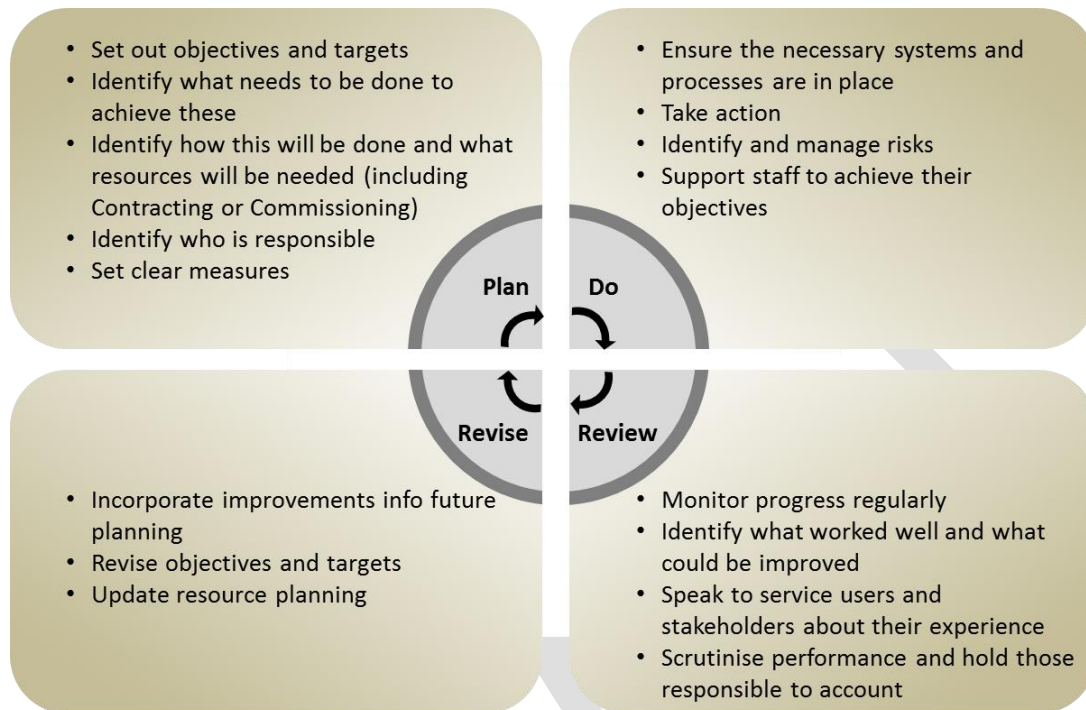 • Set out objectives and targets
• Identify what needs to be done to
achieve these
• Identify how this will be done and what
resources will be needed (including
Contracting or Commissioning)
• Identify who is responsible
• Set clear measures
• Ensure the necessary systems and
processes are in place
• Take action
• Identify and manage risks
• Support staff to achieve their
objectives
Plan
Do
Revise
Review
• Incorporate improvements info future
planning
• Revise objectives and targets
• Update resource planning
• Monitor progress regularly
• Identify what worked well and what
could be improved
• Speak to service users and
stakeholders about their experience
• Scrutinise performance and hold those
responsible to account